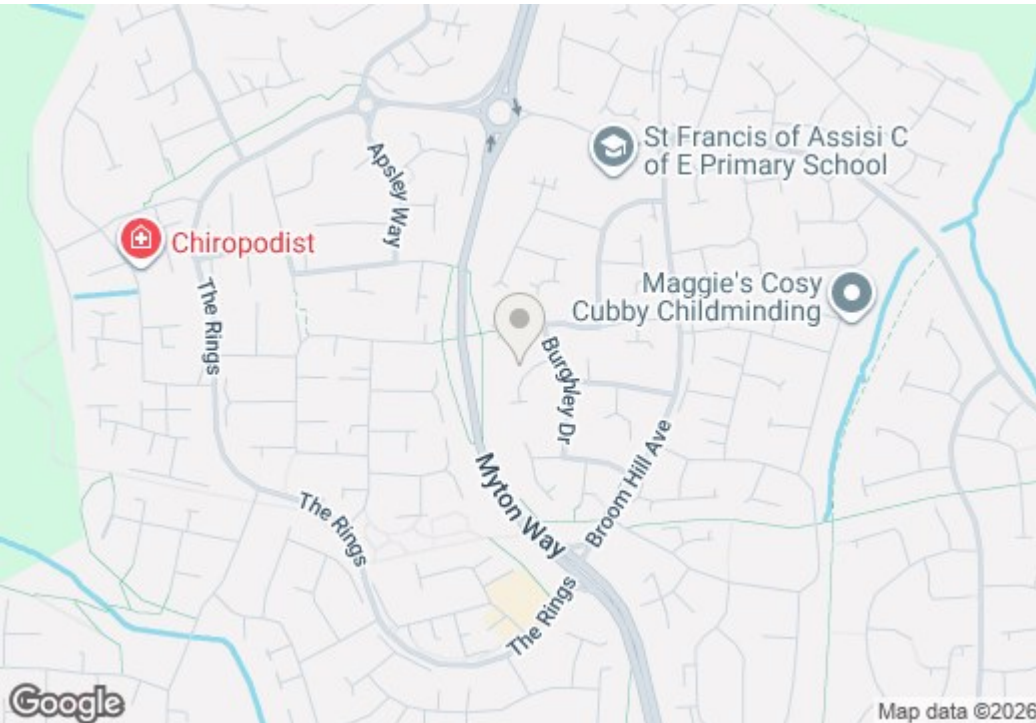 Apsley Way
St Francis of Assisi C
of E Primary School
Chiropodist
The Rings
Maggie's Cosy
Cubby Childminding
Burghley Dr
Broom Hill Ave
Myton Way
The Rings
The Rings
Google
Map data ©2026